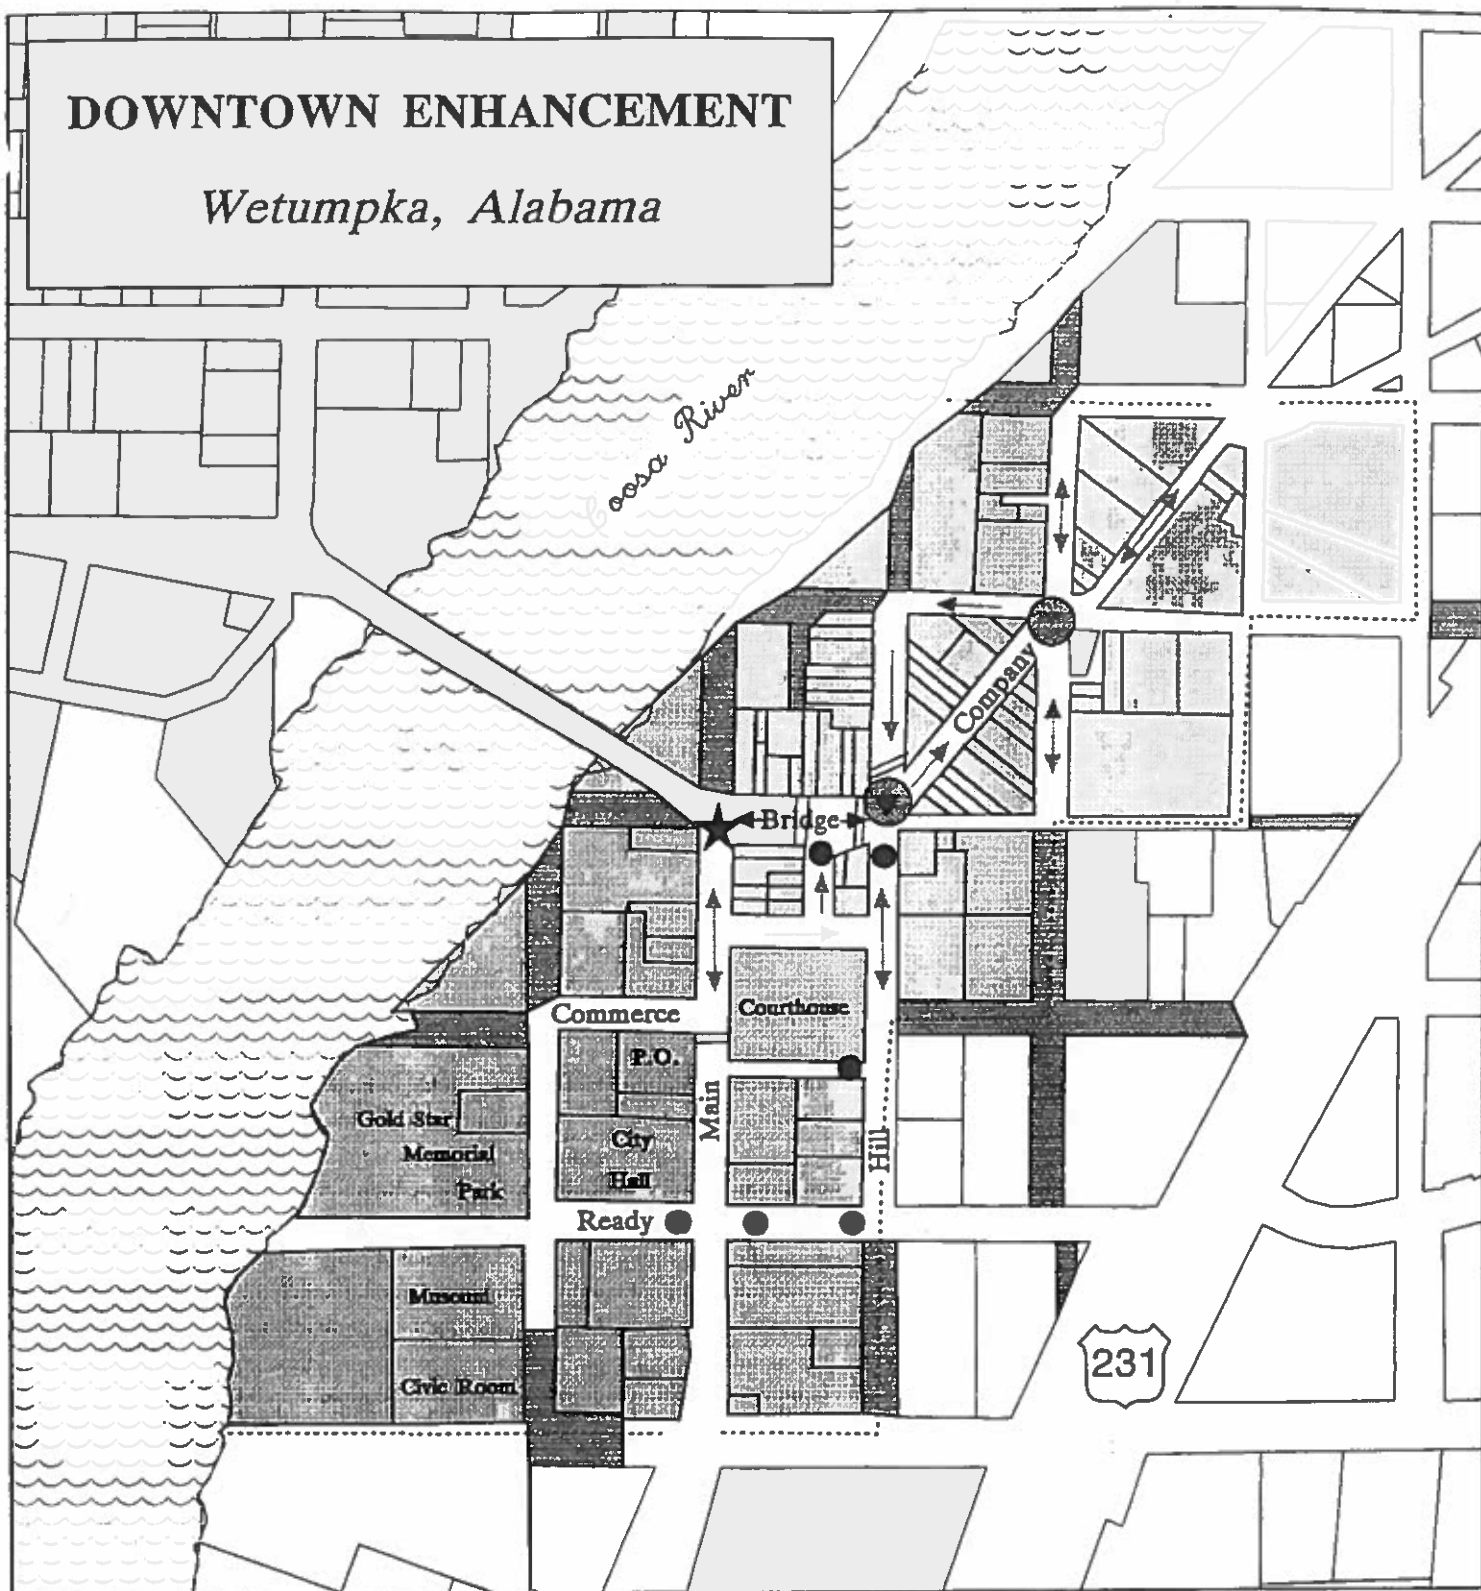 DOWNTOWN ENHANCEMENT
Wetumpka, Alabama
Coosa River
Company
Bridge
Courthouse
Commerce
P.O.
Main
Gold Star
Memorial
Park
City
Hall
Hill
Ready
Museum
Civic Room
231